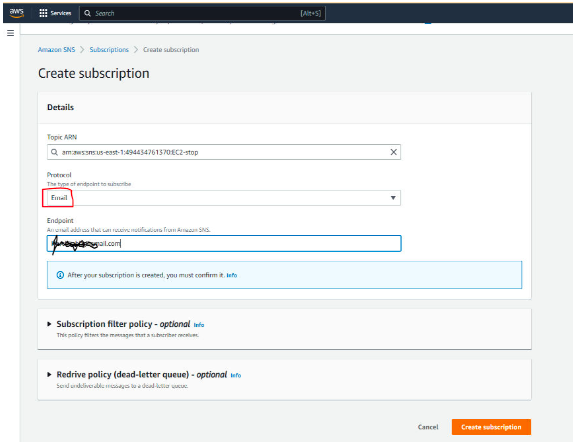 aws Services Search [Alt+S]
Amazon SNS > Subscriptions > Create subscription
Create subscription
Details
Topic ARN
arn:aws:sns:us-east-1:494434761370:EC2-stop
Protocol
The type of endpoint to subscribe
Email
Endpoint
An email address that can receive notifications from Amazon SNS.
mail.com
After your subscription is created, you must confirm it. Info
Subscription filter policy - optional Info
This policy filters the messages that a subscriber receives.
Redrive policy (dead-letter queue) - optional Info
Send undeliverable messages to a dead-letter queue.
Cancel Create subscription